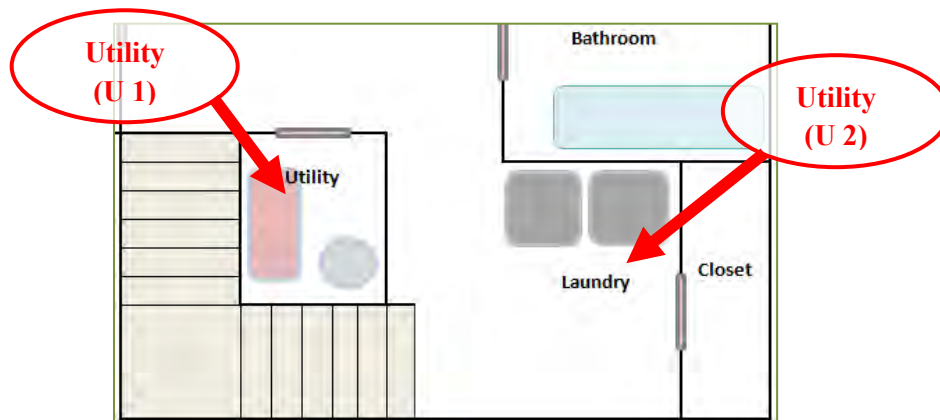 Utility
(U 1)
Bathroom
Utility
(U 2)
Utility
Laundry
Closet